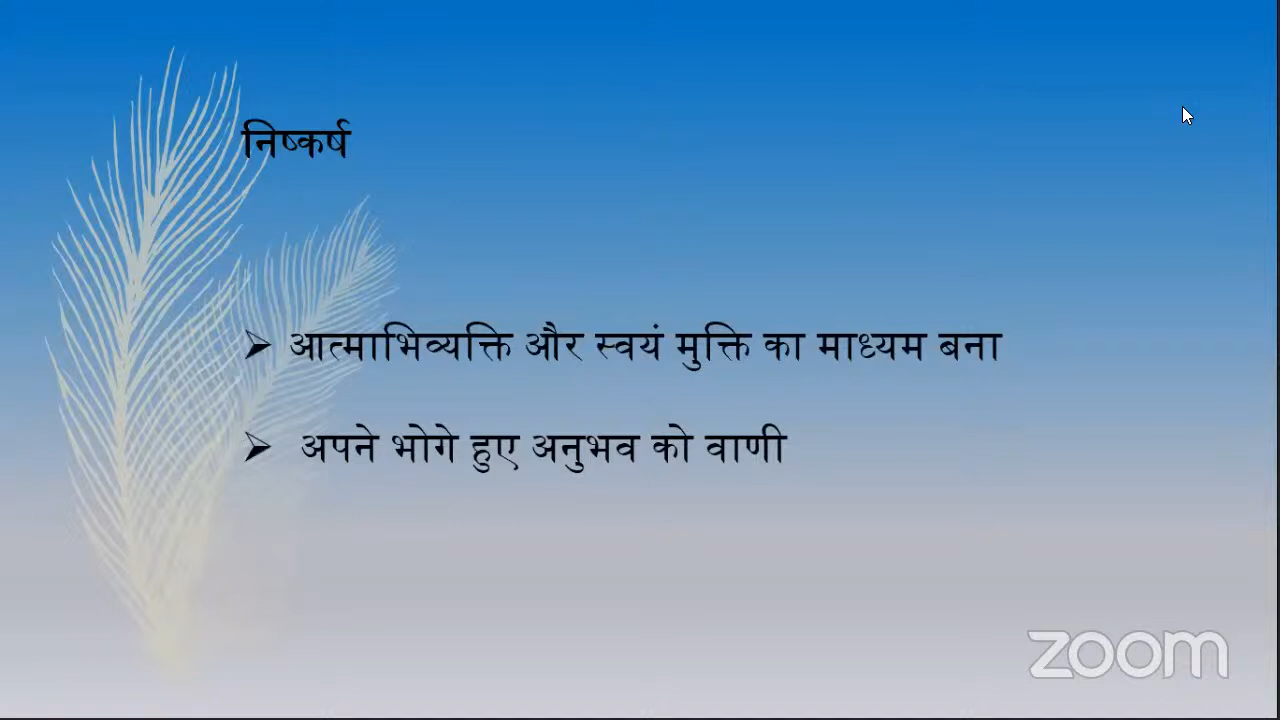 निष्कर्ष
➢ आत्माभिव्यक्ति और स्वयं मुक्ति का माध्यम बना
➢ अपने भोगे हुए अनुभव को वाणी
zoom